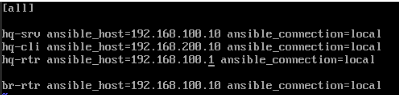 [all]
hq-srv ansible_host=192.168.100.10 ansible_connection=local
hq-cli ansible_host=192.168.200.10 ansible_connection=local
hq-rtr ansible_host=192.168.100.1 ansible_connection=local
br-rtr ansible_host=192.168.100.10 ansible_connection=local
~